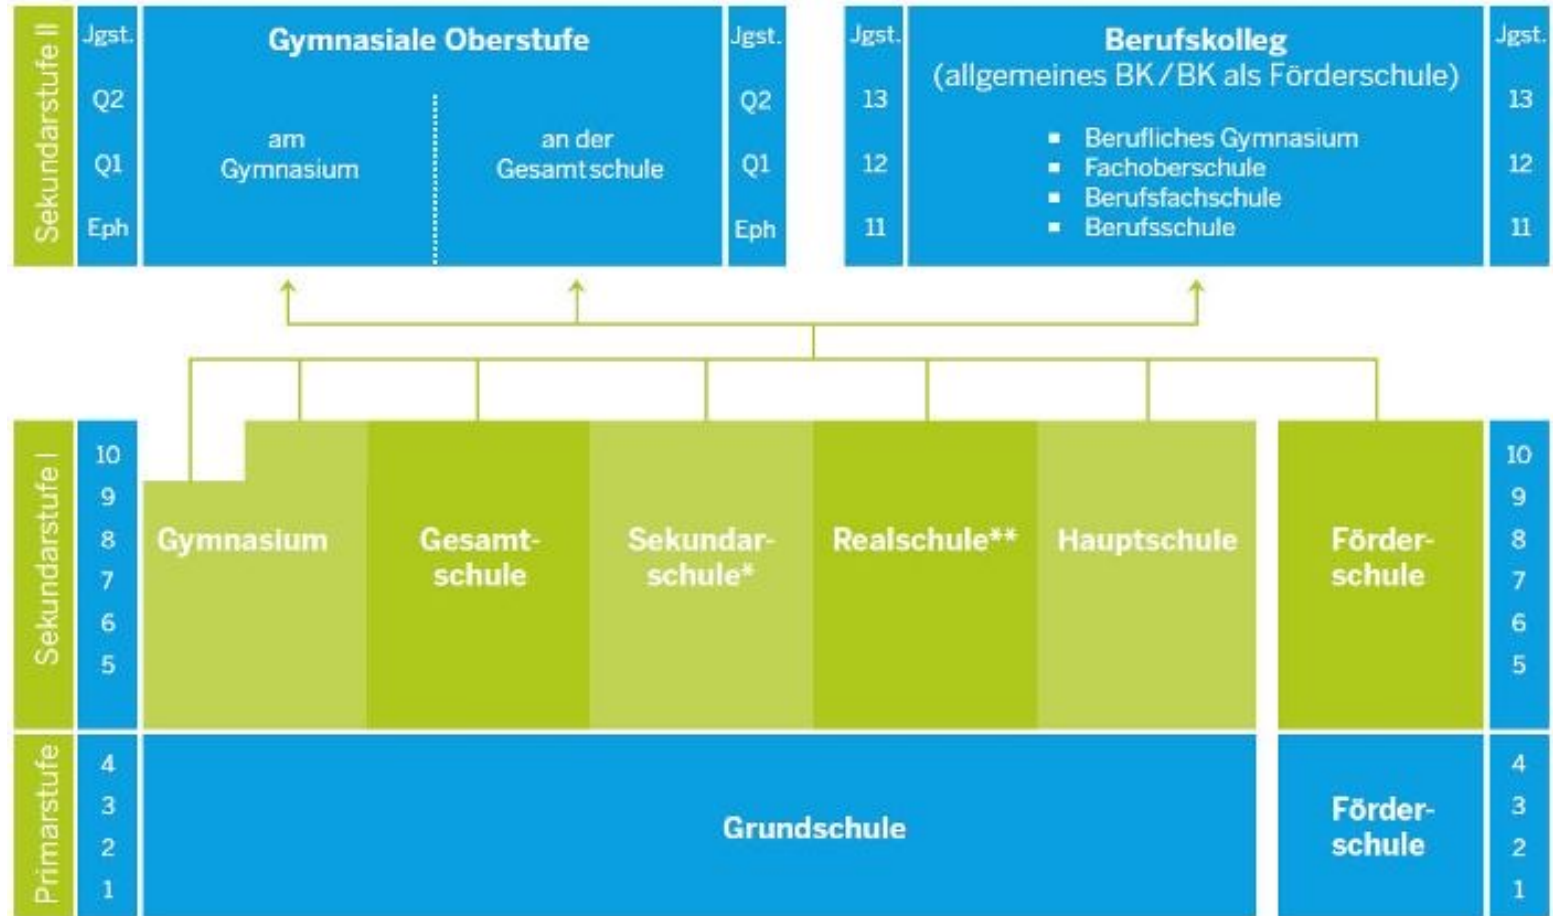 Sekundarstufe II
Jgst.
Q2
Q1
Eph
Gymnasiale Oberstufe
am
Gymnasium
an der
Gesamtschule
Jgst.
Q2
Q1
Eph
Jgst.
13
12
11
Berufskolleg
(allgemeines BK/BK als Förderschule)
▪ Berufliches Gymnasium
▪ Fachoberschule
▪ Berufsfachschule
▪ Berufsschule
Jgst.
13
12
11
Sekundarstufe I
10
9
8
7
6
5
Gymnasium
Gesamt-
schule
Sekundar-
schule*
Realschule**
Hauptschule
Förder-
schule
10
9
8
7
6
5
Primarstufe
4
3
2
1
Grundschule
Förder-
schule
4
3
2
1